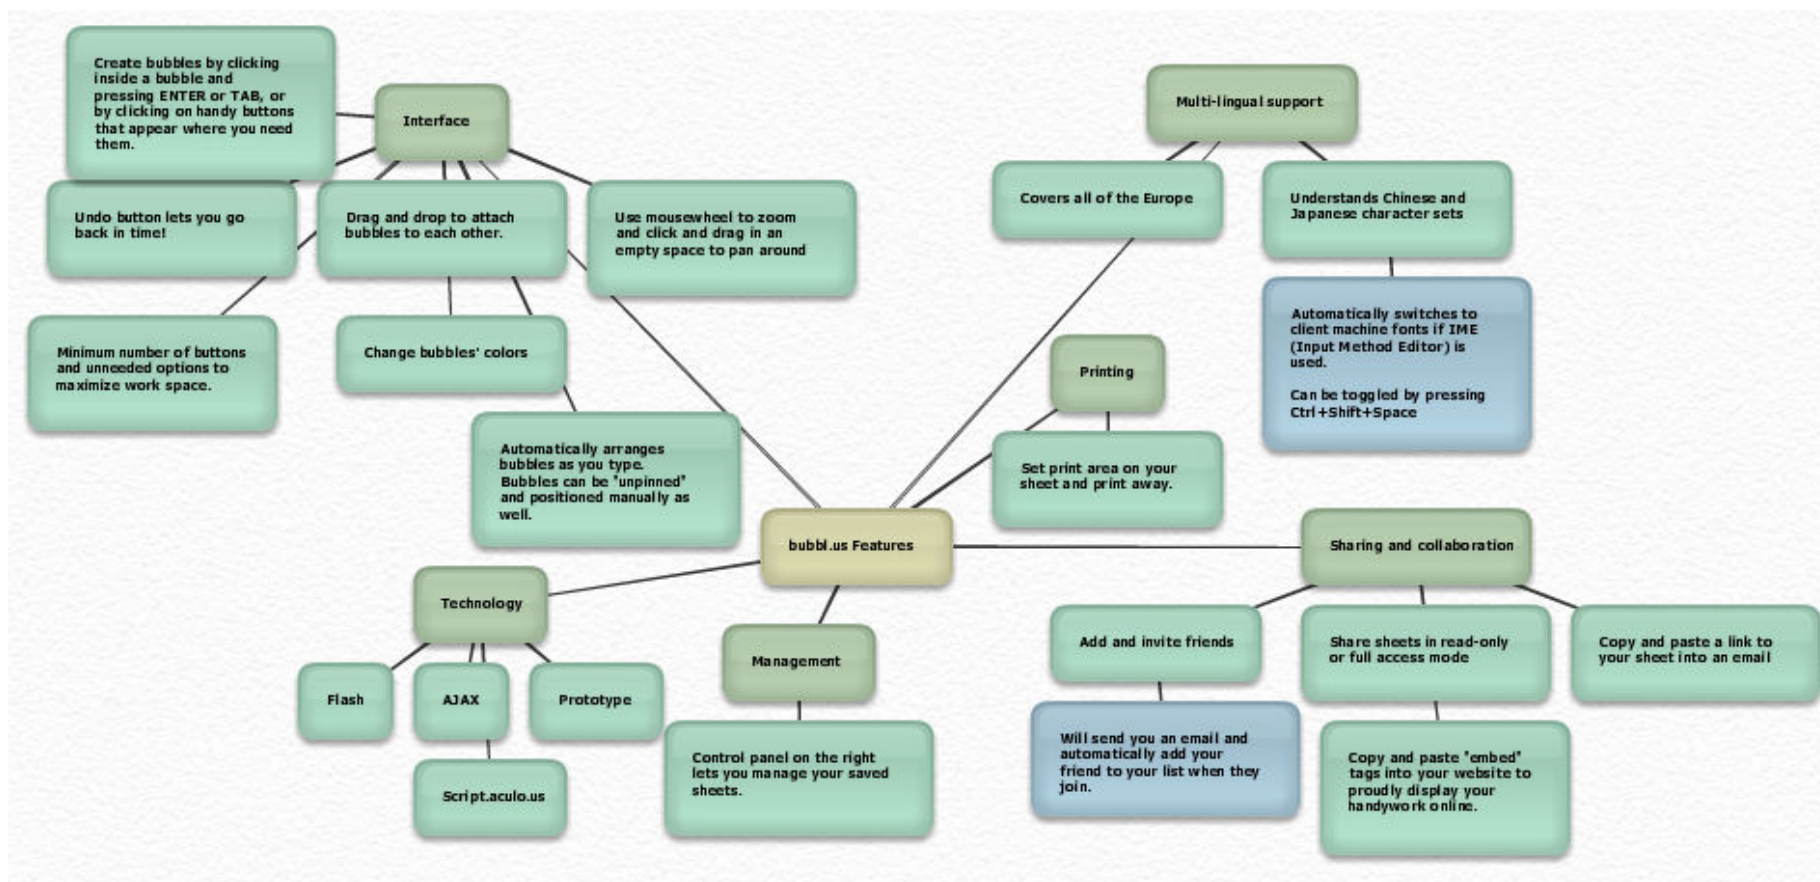 Create bubbles by clicking
inside a bubble and
pressing ENTER or TAB, or
by clicking on handy buttons
that appear where you need
them.
Interface
Undo button lets you go
back in time!
Drag and drop to attach
bubbles to each other.
Use mousewheel to zoom
and click and drag in an
empty space to pan around
Minimum number of buttons
and unneeded options to
maximize work space.
Change bubbles' colors
Automatically arranges
bubbles as you type.
Bubbles can be "unpinned"
and positioned manually as
well.
Multi-lingual support
Covers all of the Europe
Understands Chinese and
Japanese character sets
Automatically switches to
client machine fonts if IME
(Input Method Editor) is
used.
Can be toggled by pressing
Ctrl+Shift+Space
Printing
Set print area on your
sheet and print away.
bubbl.us Features
Sharing and collaboration
Add and invite friends
Share sheets in read-only
or full access mode
Copy and paste a link to
your sheet into an email
Will send you an email and
automatically add your
friend to your list when they
join.
Copy and paste "embed"
tags into your website to
proudly display your
handywork online.
Technology
Flash
AJAX
Prototype
Script.aculo.us
Management
Control panel on the right
lets you manage your saved
sheets.